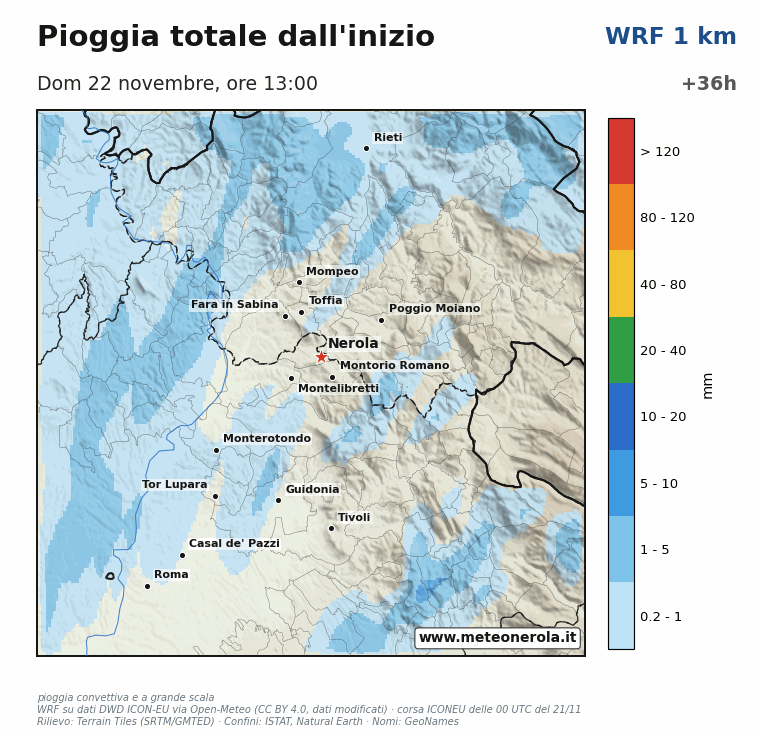 Pioggia totale dall'inizio
WRF 1 km
Dom 22 novembre, ore 13:00
+36h
Rieti
Mompeo
Fara in Sabina
Toffia
Poggio Moiano
Nerola
Montorio Romano
Montelibretti
Monterotondo
Tor Lupara
Guidonia
Tivoli
Casal de' Pazzi
Roma
www.meteonerola.it
> 120
80 - 120
40 - 80
20 - 40
10 - 20
5 - 10
1 - 5
0.2 - 1
mm
pioggia convettiva e a grande scala
WRF su dati DWD ICON-EU via Open-Meteo (CC BY 4.0, dati modificati) · corsa ICONEU delle 00 UTC del 21/11
Rilievo: Terrain Tiles (SRTM/GMTED) · Confini: ISTAT, Natural Earth · Nomi: GeoNames